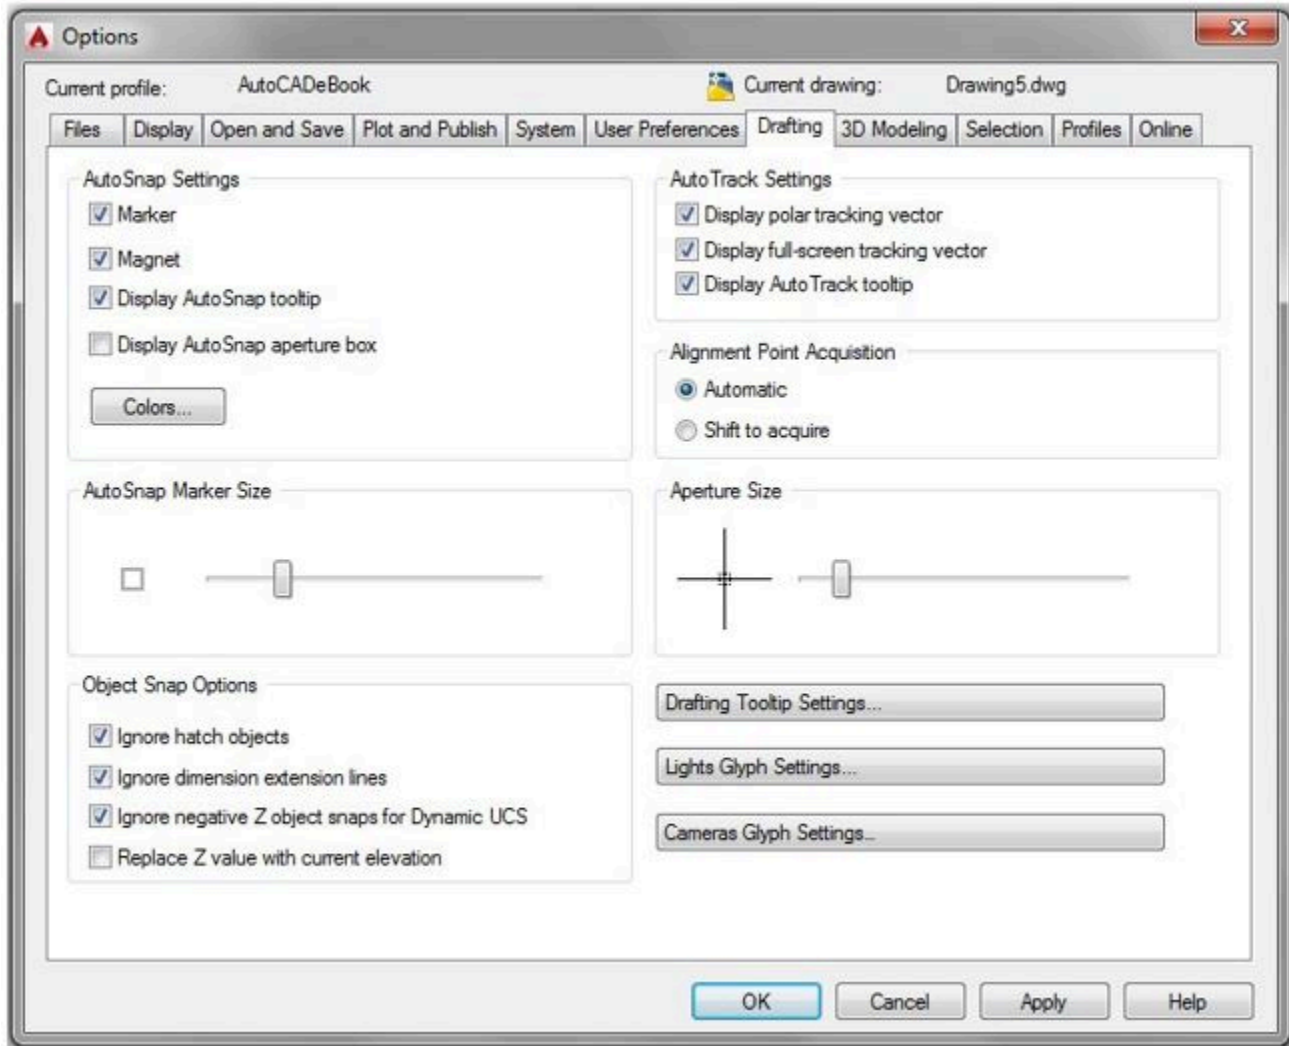 Options
X
Current profile: AutoCADeBook Current drawing: Drawing5.dwg
Files Display Open and Save Plot and Publish System User Preferences Drafting 3D Modeling Selection Profiles Online
AutoSnap Settings
Marker
Magnet
Display AutoSnap tooltip
Display AutoSnap aperture box
Colors...
AutoTrack Settings
Display polar tracking vector
Display full-screen tracking vector
Display AutoTrack tooltip
Alignment Point Acquisition
Automatic
Shift to acquire
AutoSnap Marker Size
Aperture Size
Object Snap Options
Ignore hatch objects
Ignore dimension extension lines
Ignore negative Z object snaps for Dynamic UCS
Replace Z value with current elevation
Drafting Tooltip Settings...
Lights Glyph Settings...
Cameras Glyph Settings...
OK Cancel Apply Help